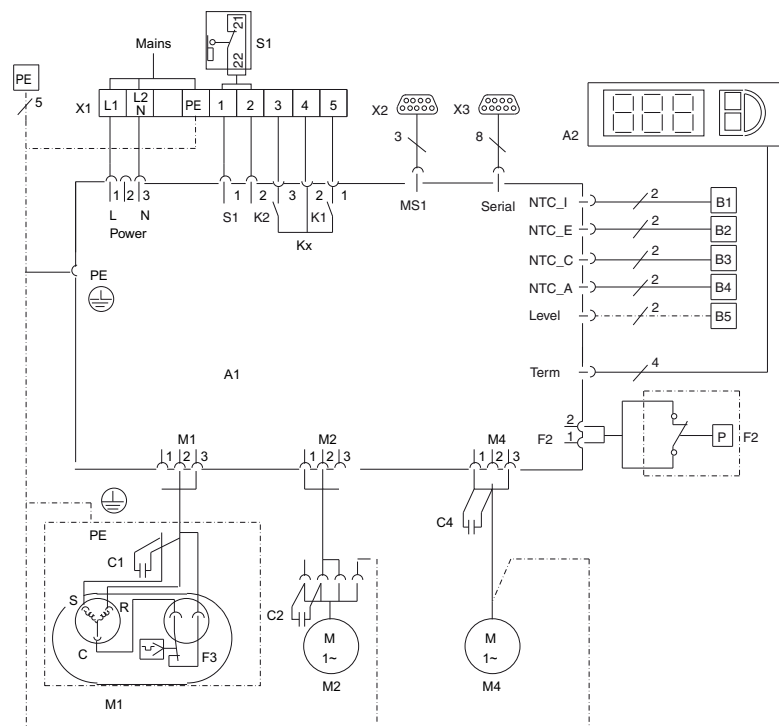 21
Mains
S1
22
PE
5
X1
L1
L2
N
PE
1
2
3
4
5
X2
X3
3
8
A2
1 2 3
1
2
3
2
1
L
N
S1
K2
K1
Power
Kx
MS1
Serial
NTC_I
2
B1
NTC_E
2
B2
NTC_C
2
B3
NTC_A
2
B4
Level
2
B5
PE
A1
Term
4
2
1
F2
P
F2
M1
1 2 3
M2
1 2 3
M4
1 2 3
PE
C1
C4
S
R
C
F3
C2
M
1~
M
1~
M1
M2
M4